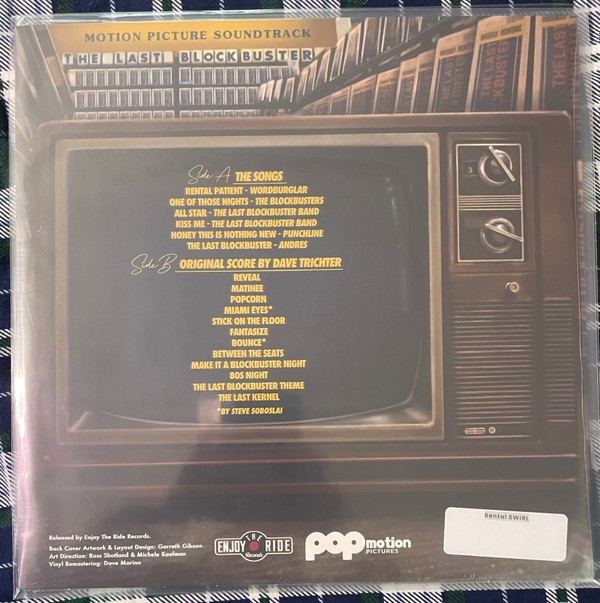 MOTION PICTURE SOUNDTRACK
THE LAST BLOCKBUSTER
Side A THE SONGS
RENTAL PATIENT - WORDBURGLAR
ONE OF THOSE NIGHTS - THE BLOCKBUSTERS
ALL STAR - THE LAST BLOCKBUSTER BAND
KISS ME - THE LAST BLOCKBUSTER BAND
HONEY THIS IS NOTHING NEW - PUNCHLINE
THE LAST BLOCKBUSTER - ANDRES
Side B ORIGINAL SCORE BY DAVE TRICHTER
REVEAL
MATINEE
POPCORN
MIAMI EYES*
STICK ON THE FLOOR
FANTASIZE
BOUNCE*
BETWEEN THE SEATS
MAKE IT A BLOCKBUSTER NIGHT
80S NIGHT
THE LAST BLOCKBUSTER THEME
THE LAST KERNEL
*BY STEVE SOBOSLAI
3
Released by Enjoy The Ride Records.
Back Cover Artwork & Layout Design: Garreth Gibson
Art Direction: Ross Shotland & Michele Kaufman
Vinyl Remastering: Dave Marino
ENJOY THE RIDE
Records
POPmotion
PICTURES
Rental SWIRL